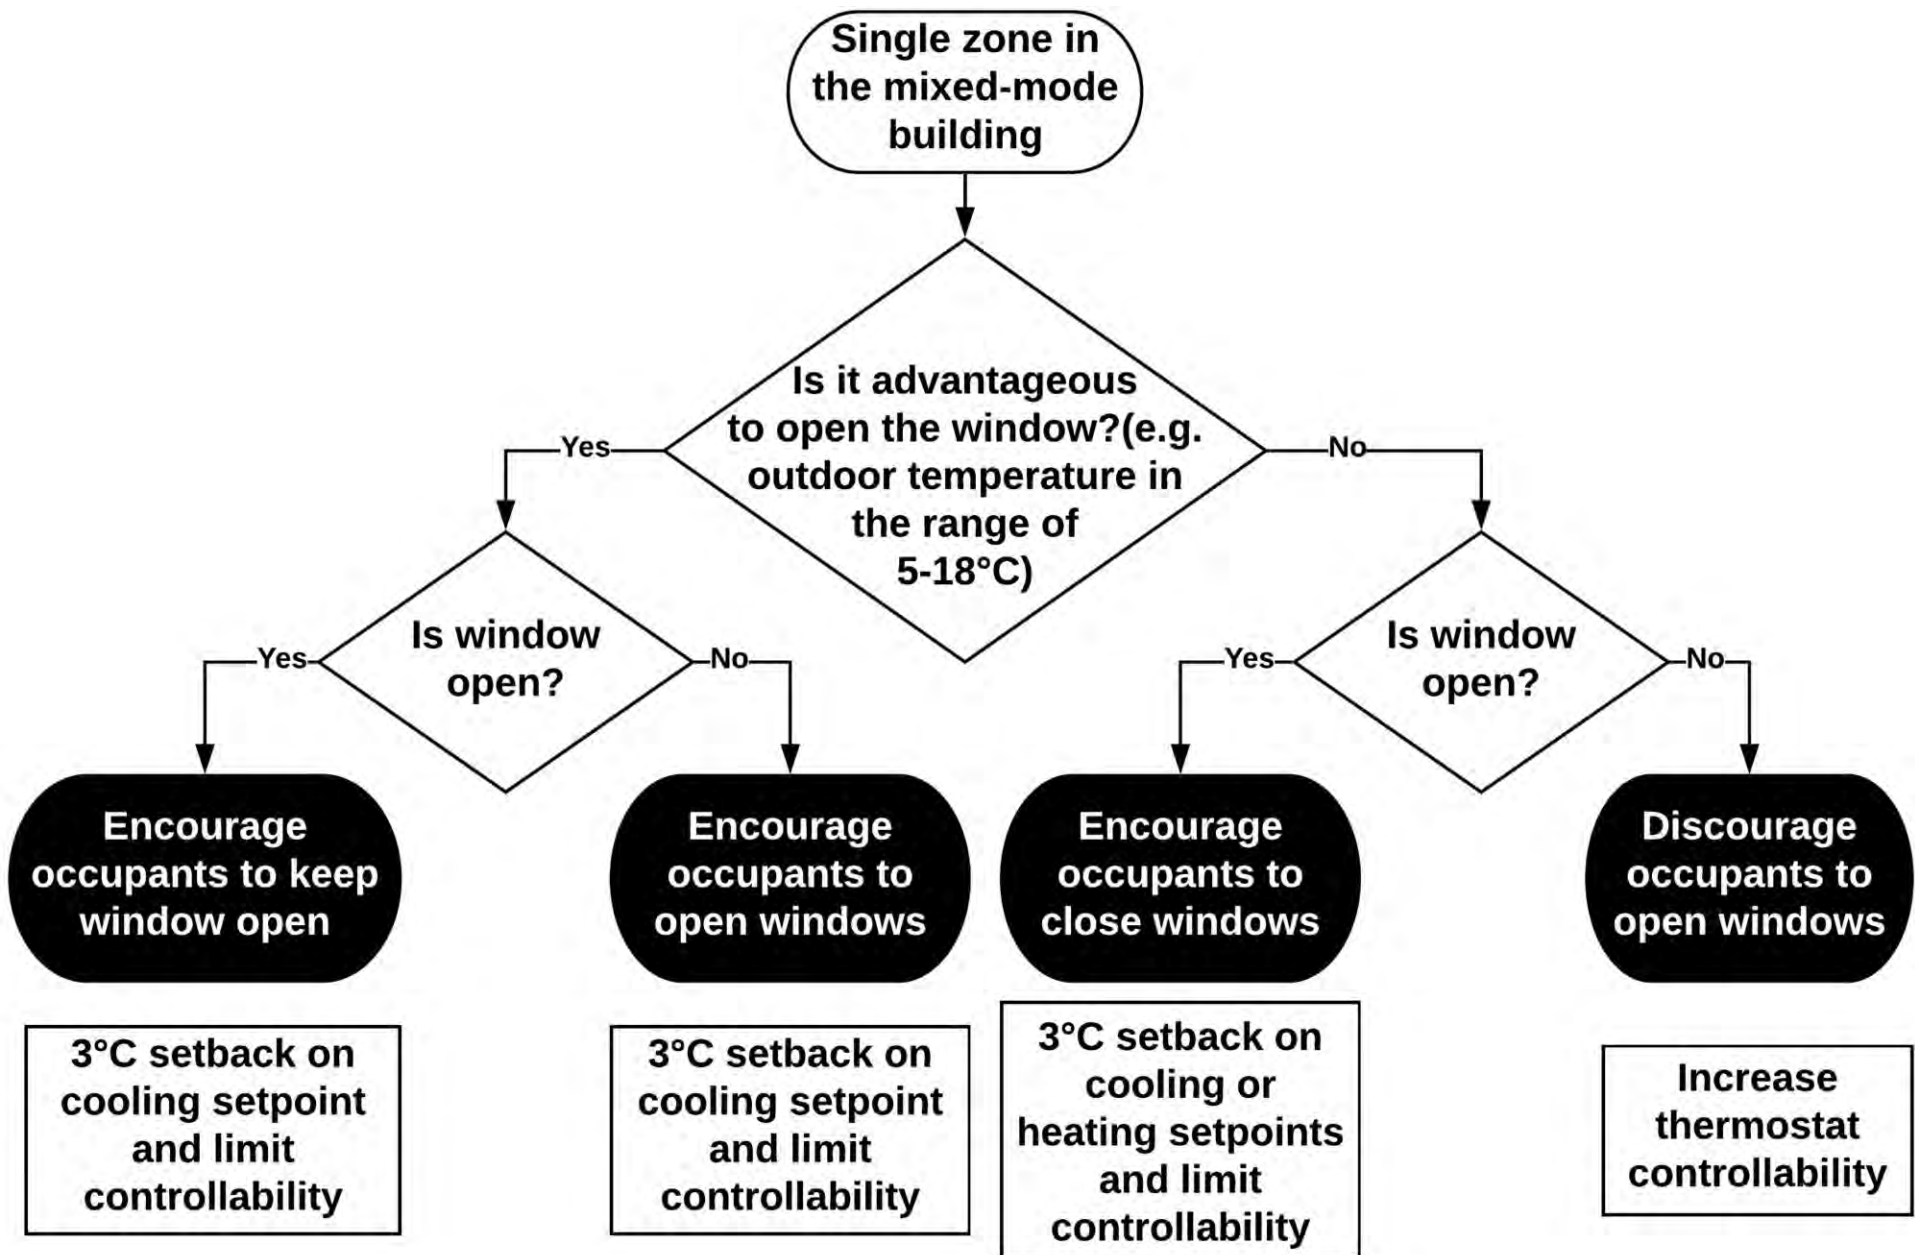 Single zone in
the mixed-mode
building
Is it advantageous
to open the window?(e.g.
outdoor temperature in
the range of
5-18°C)
Yes
No
Is window
open?
Yes
No
Is window
open?
Yes
No
Encourage
occupants to keep
window open
Encourage
occupants to
open windows
Encourage
occupants to
close windows
Discourage
occupants to
open windows
3°C setback on
cooling setpoint
and limit
controllability
3°C setback on
cooling setpoint
and limit
controllability
3°C setback on
cooling or
heating setpoints
and limit
controllability
Increase
thermostat
controllability